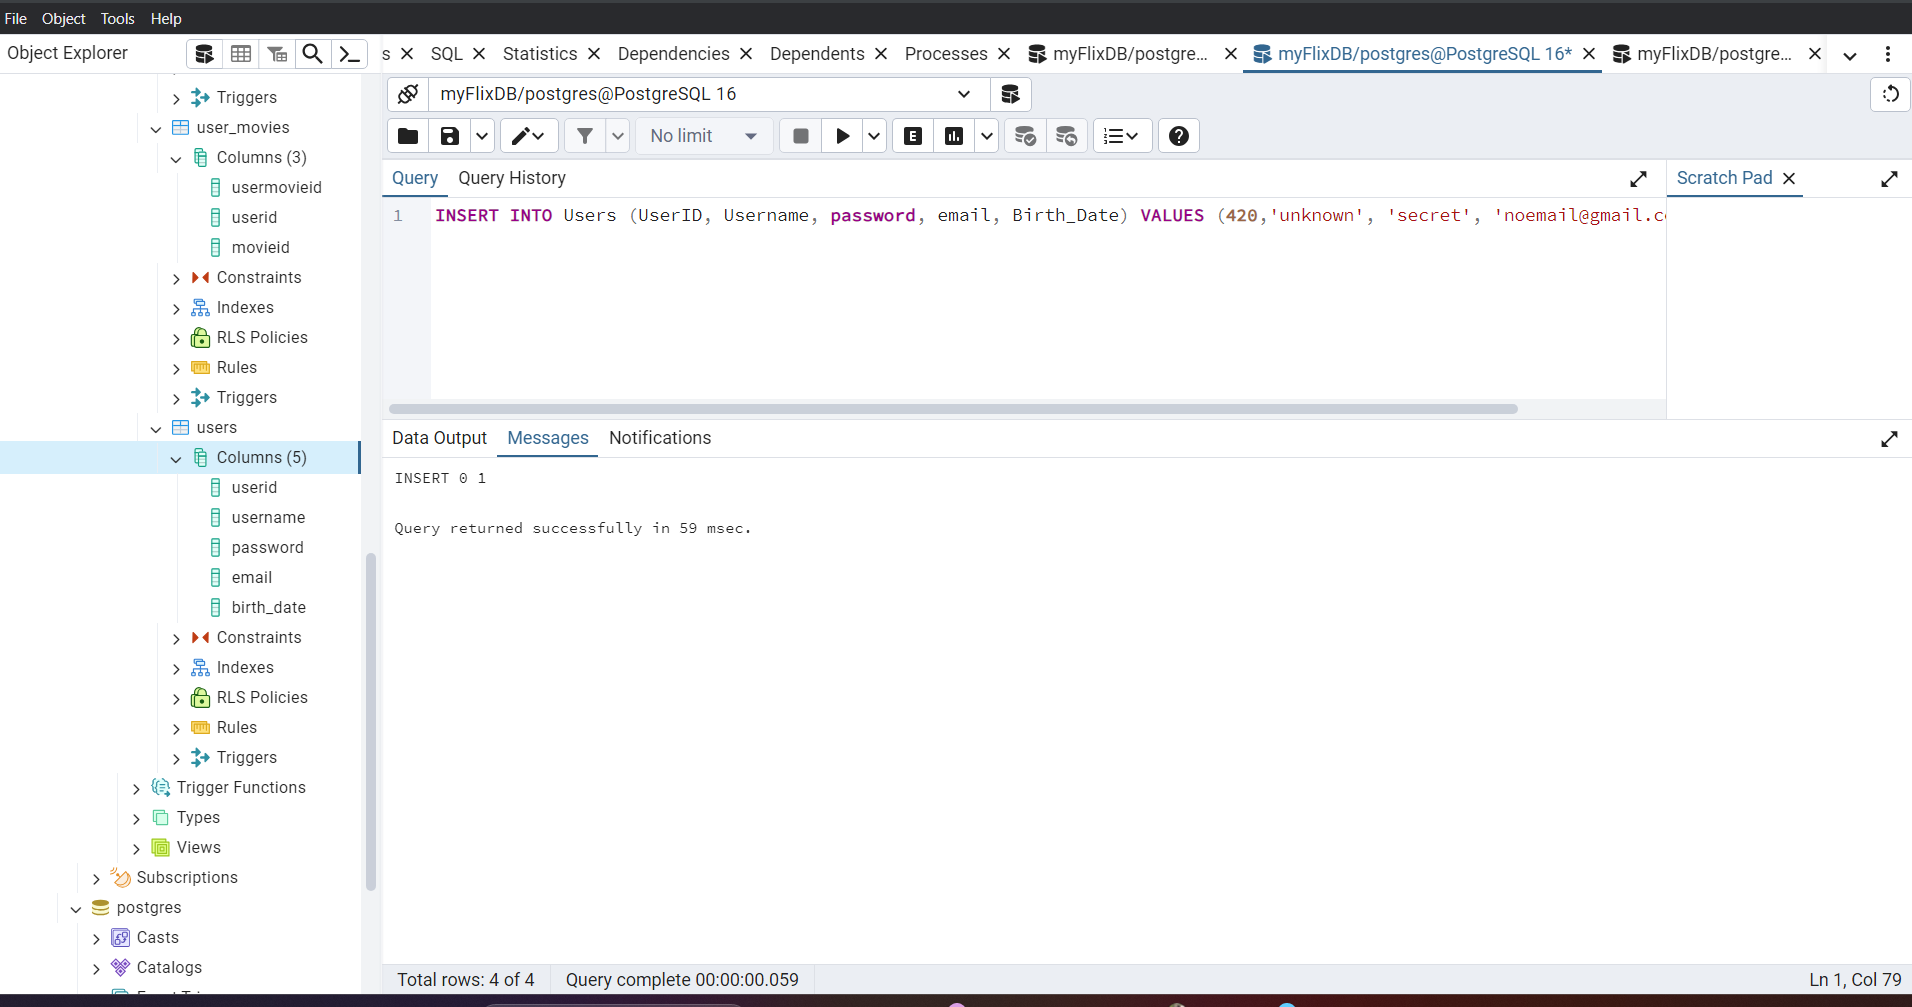 File Object Tools Help
Object Explorer
s SQL Statistics Dependencies Dependents Processes myFlixDB/postgre... myFlixDB/postgres@PostgreSQL 16* myFlixDB/postgre...
myFlixDB/postgres@PostgreSQL 16
No limit
E
Query Query History
Scratch Pad
1 INSERT INTO Users (UserID, Username, password, email, Birth_Date) VALUES (420,'unknown', 'secret', 'noemail@gmail.c
Data Output Messages Notifications
INSERT 0 1
Query returned successfully in 59 msec.
Triggers
user_movies
Columns (3)
usermovieid
userid
movieid
Constraints
Indexes
RLS Policies
Rules
Triggers
users
Columns (5)
userid
username
password
email
birth_date
Constraints
Indexes
RLS Policies
Rules
Triggers
Trigger Functions
Types
Views
Subscriptions
postgres
Casts
Catalogs
Total rows: 4 of 4 Query complete 00:00:00.059
Ln 1, Col 79